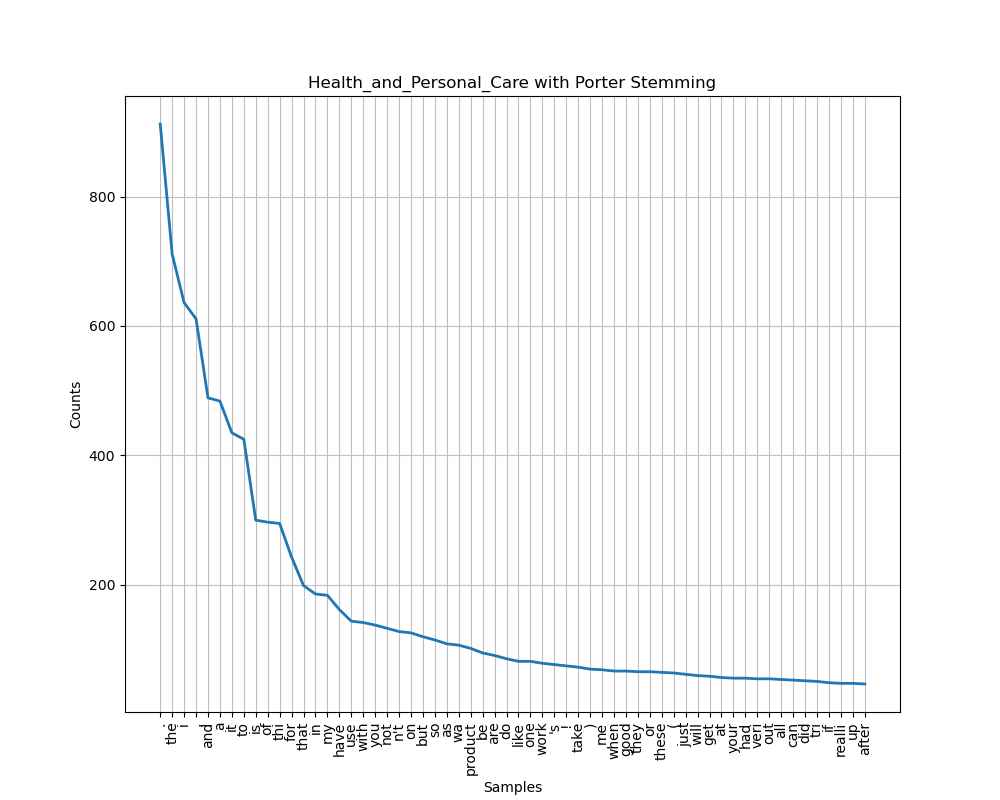 Health_and_Personal_Care with Porter Stemming
Counts
800
600
400
200
.
the
i
,
and
a
it
to
is
of
thi
for
that
in
my
have
use
with
you
not
n't
on
but
so
as
wa
product
be
are
do
like
one
work
's
!
take
)
me
when
good
they
or
these
(
just
will
get
at
your
had
veri
out
all
can
did
tri
if
realli
up
after
Samples